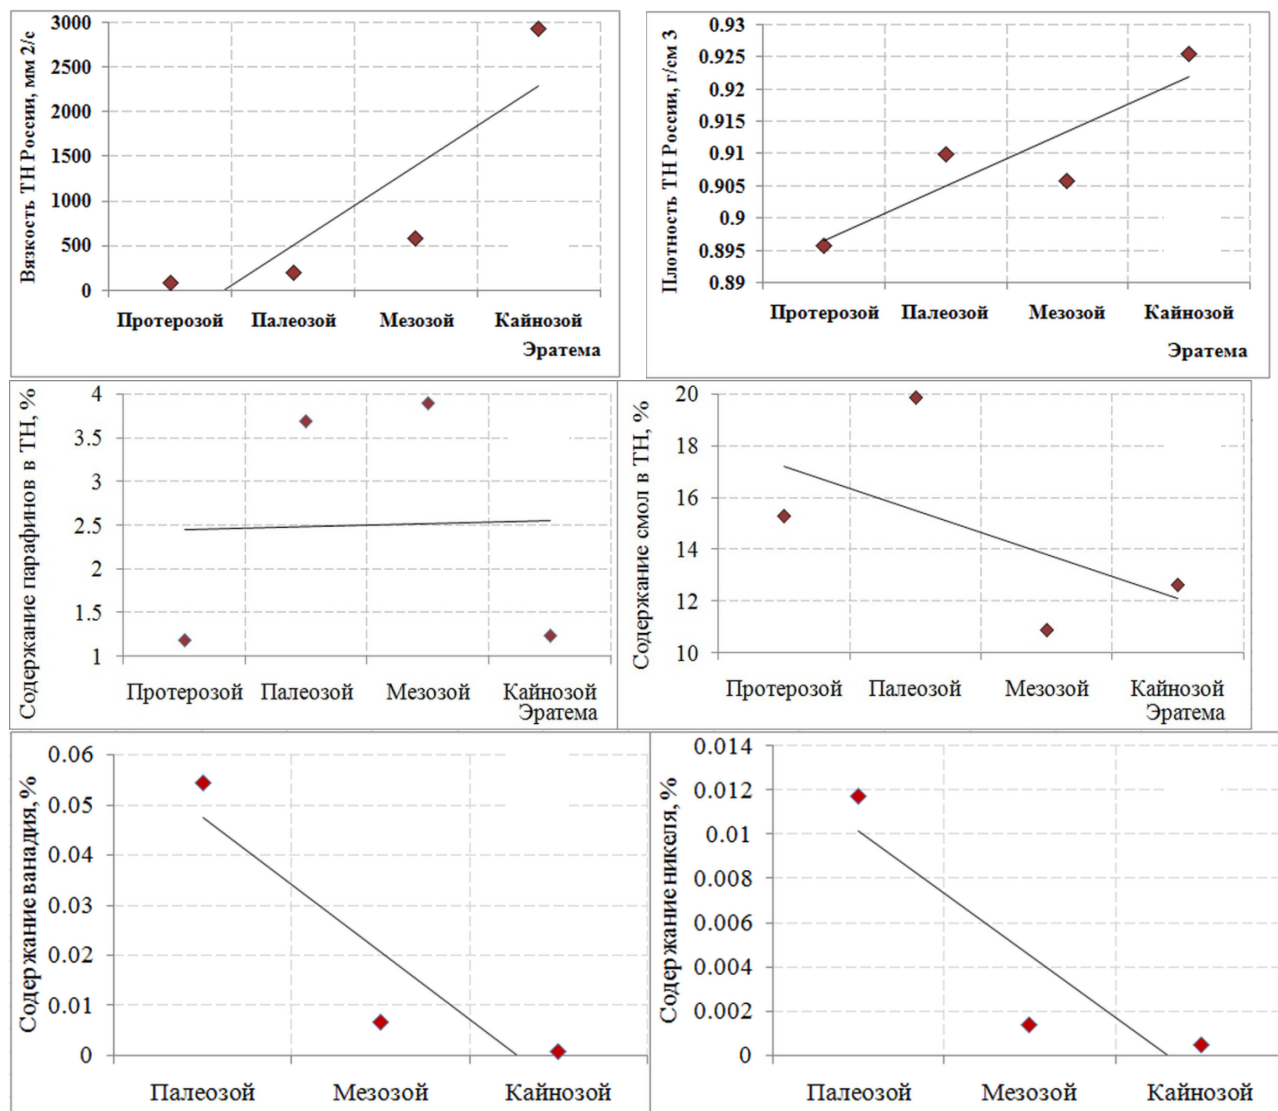 Вязкость ТН России, мм 2/с
3000
2500
2000
1500
1000
500
0
Протерозой Палеозой Мезозой Кайнозой
Эратема
Плотность ТН России, г/см 3
0.93
0.925
0.92
0.915
0.91
0.905
0.9
0.895
0.89
Протерозой Палеозой Мезозой Кайнозой
Эратема
Содержание парафинов в ТН, %
4
3.5
3
2.5
2
1.5
1
Протерозой Палеозой Мезозой Кайнозой
Эратема
Содержание смол в ТН, %
20
18
16
14
12
10
Протерозой Палеозой Мезозой Кайнозой
Эратема
Содержание ванадия, %
0.06
0.05
0.04
0.03
0.02
0.01
0
Палеозой Мезозой Кайнозой
Содержание никеля, %
0.014
0.012
0.01
0.008
0.006
0.004
0.002
0
Палеозой Мезозой Кайнозой